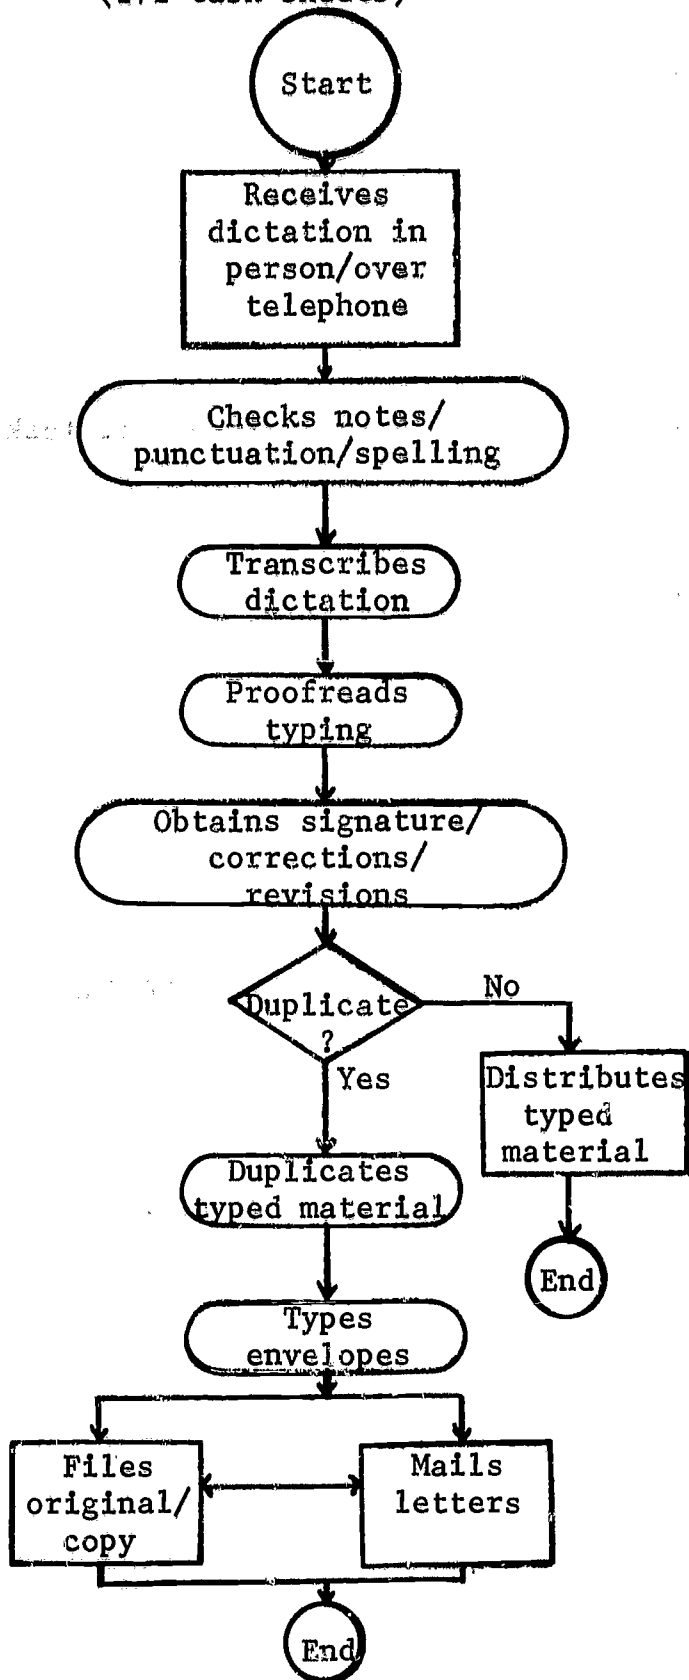 Start
Receives
dictation in
person/over
telephone
Checks notes/
punctuation/spelling
Transcribes
dictation
Proofreads
typing
Obtains signature/
corrections/
revisions
Duplicate
?
No
Yes
Distributes
typed
material
End
Duplicates
typed material
Types
envelopes
Files
original/
copy
Mails
letters
End